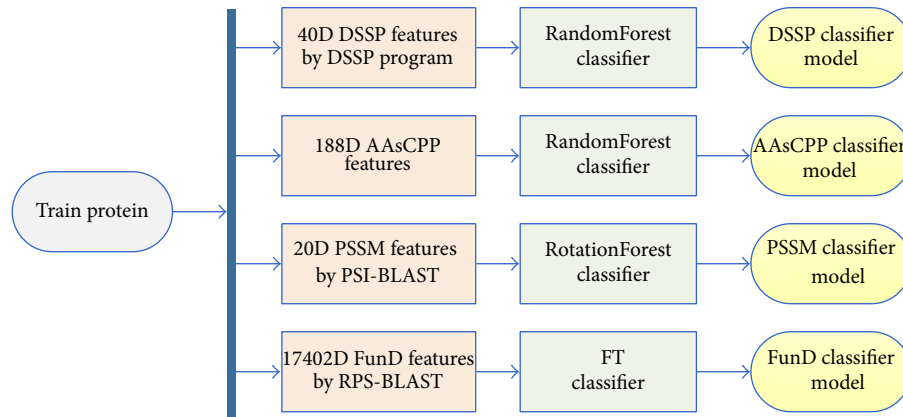 Train protein
40D DSSP features
by DSSP program
RandomForest
classifier
DSSP classifier
model
188D AAsCPP
features
RandomForest
classifier
AAsCPP classifier
model
20D PSSM features
by PSI-BLAST
RotationForest
classifier
PSSM classifier
model
17402D FunD features
by RPS-BLAST
FT
classifier
FunD classifier
model